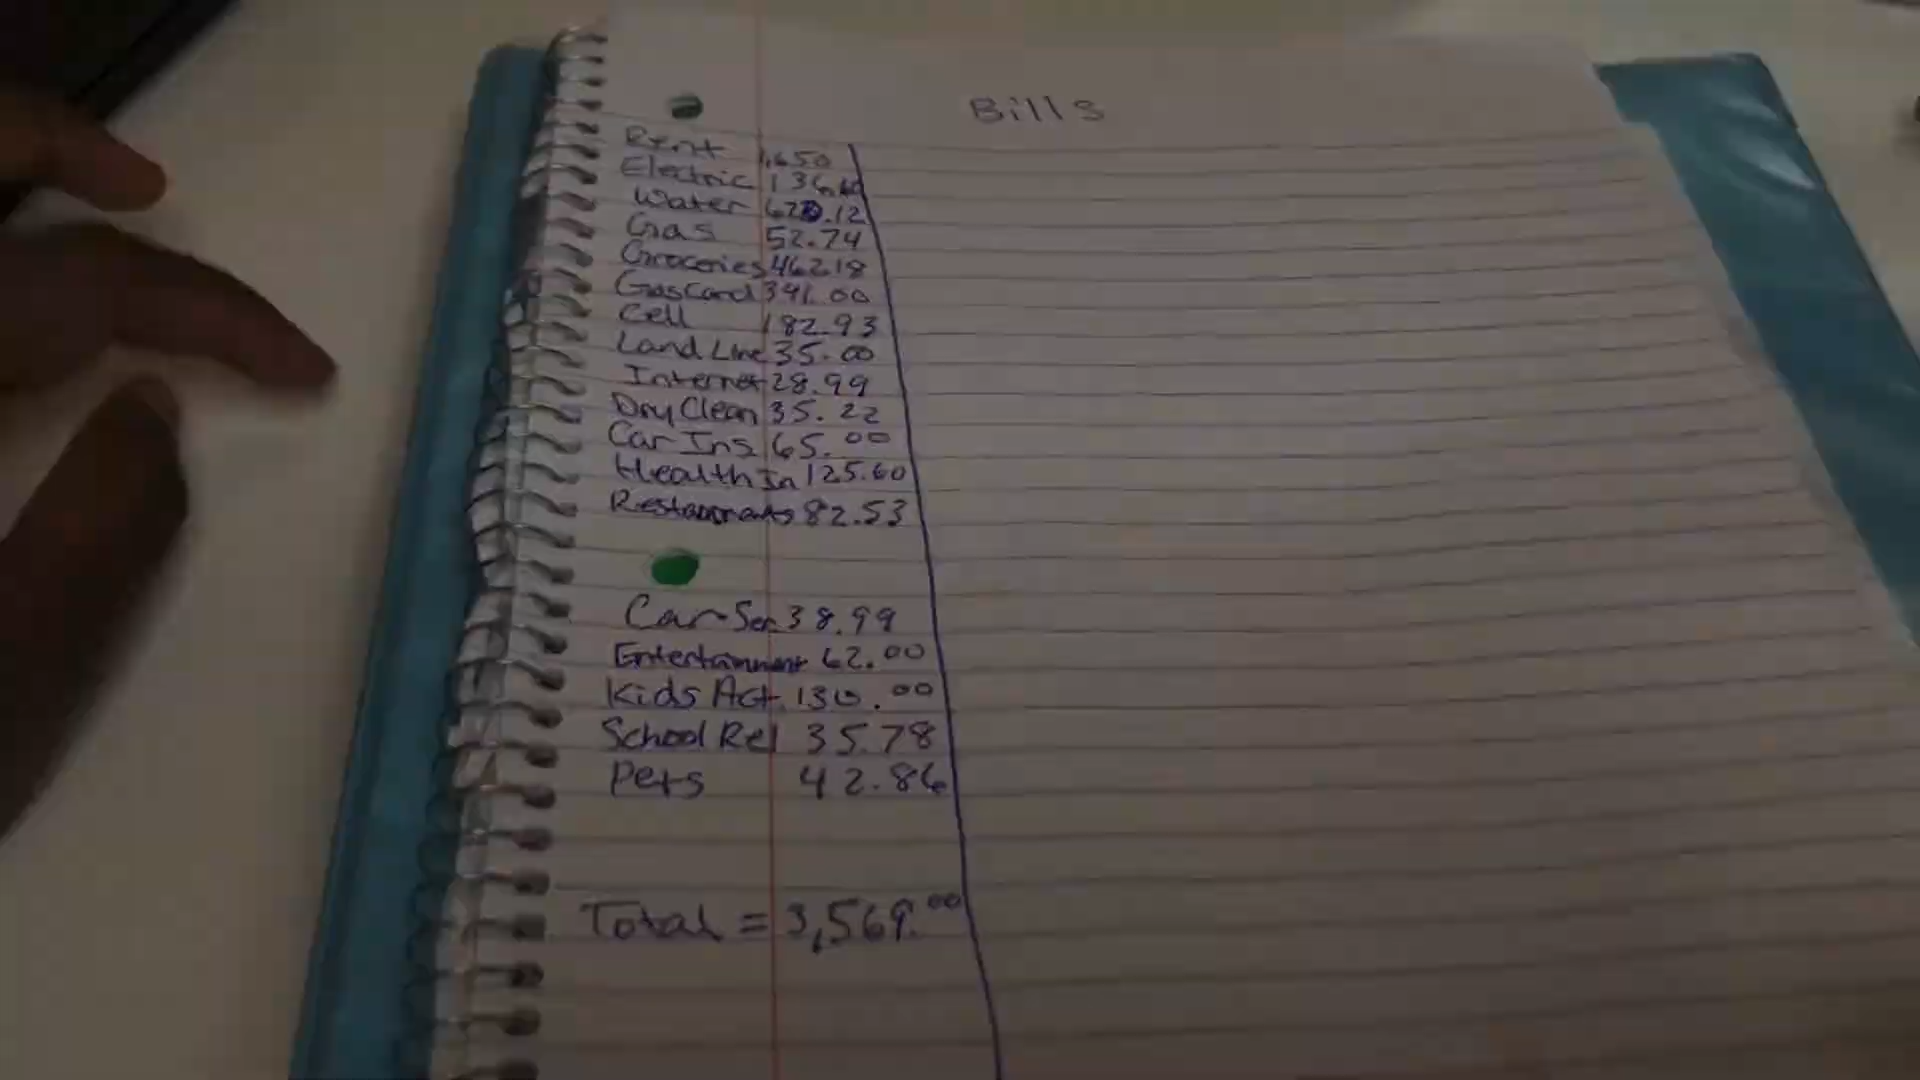 Bills
Rent 1,650
Electric 136.60
Water 62.12
Gas 52.74
Groceries 462.18
Gas Card 391.00
Cell 182.93
Land Line 35.00
Internet 28.99
Dry Clean 35.22
Car Ins 65.00
Health In 125.60
Restaurants 82.53
Car Ser 38.99
Entertainment 62.00
Kids Act. 130.00
School Rel 35.78
Pets 42.86
Total = 3,569.00